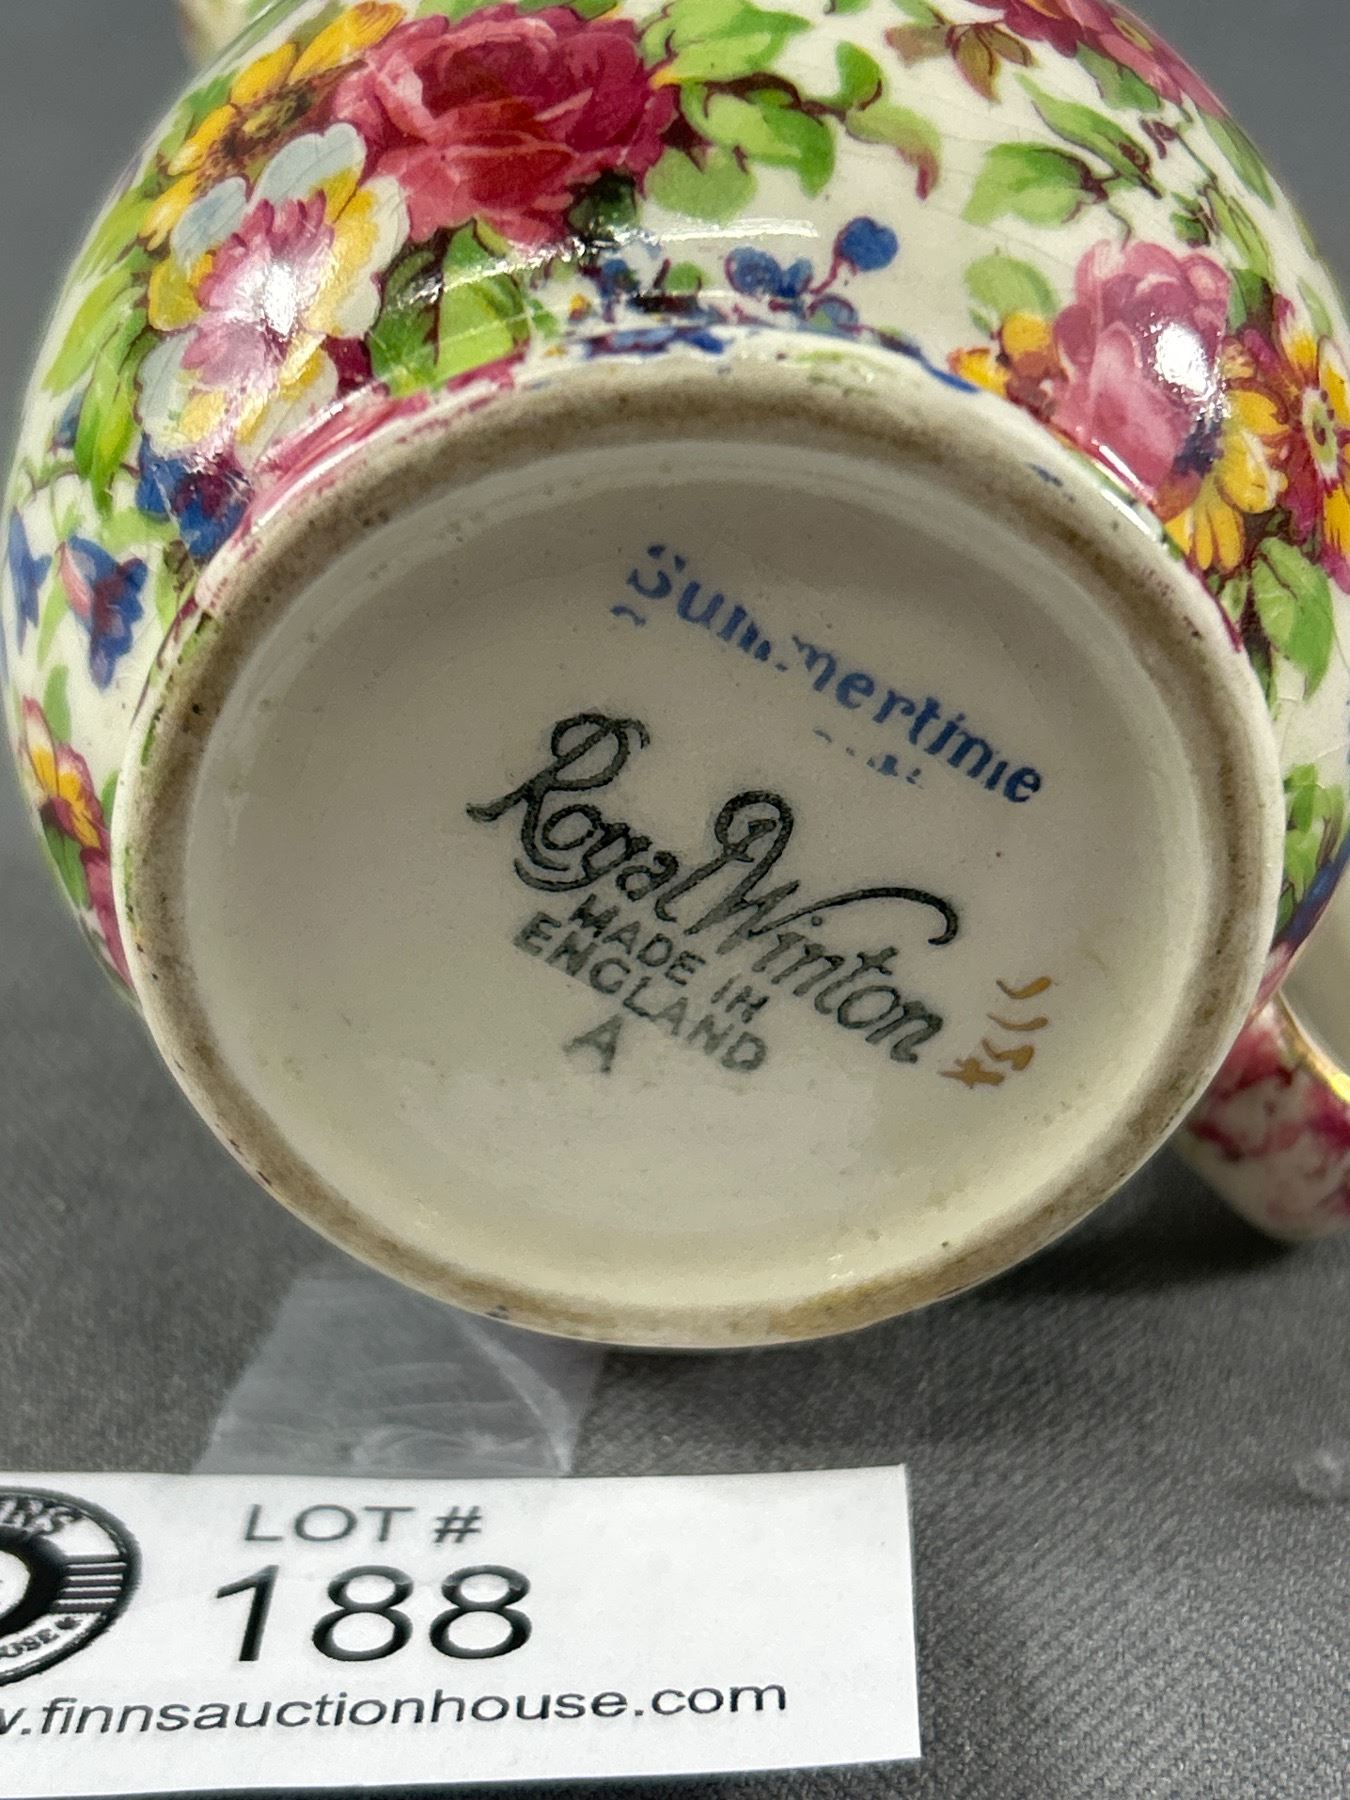 Summertime
Royal Winton
MADE IN
ENGLAND
A
LOT #
188
.finnsauctionhouse.com